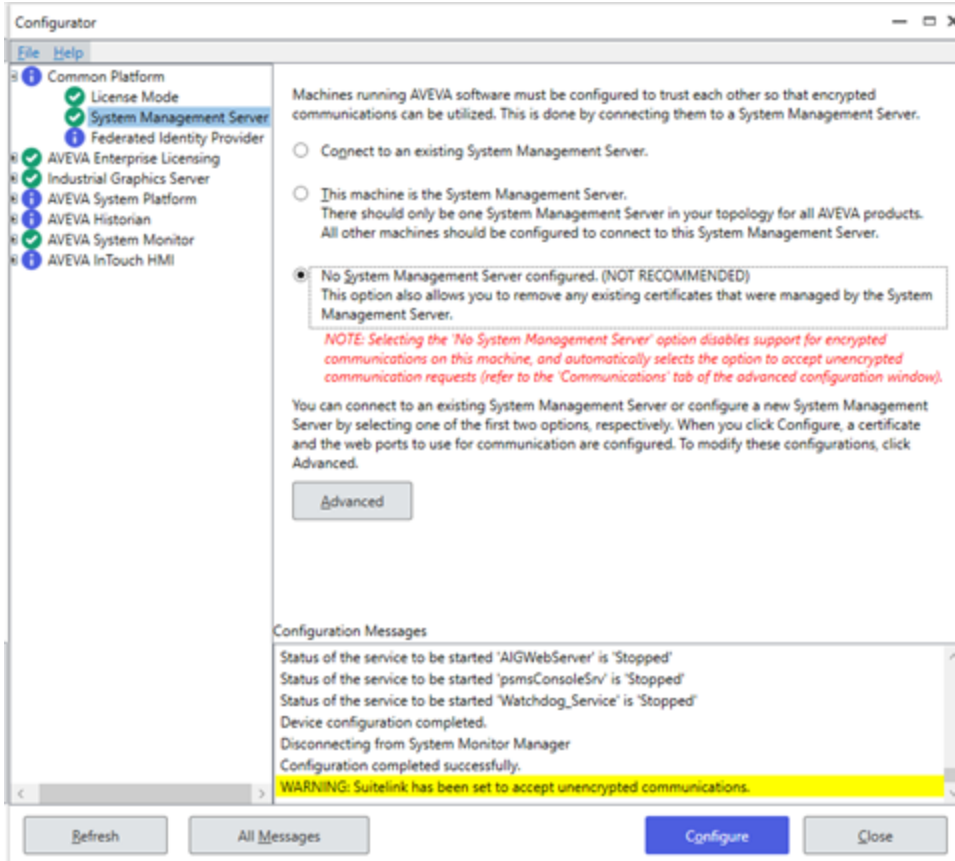 Configurator
File Help
Common Platform
License Mode
System Management Server
Federated Identity Provider
AVEVA Enterprise Licensing
Industrial Graphics Server
AVEVA System Platform
AVEVA Historian
AVEVA System Monitor
AVEVA InTouch HMI
Machines running AVEVA software must be configured to trust each other so that encrypted
communications can be utilized. This is done by connecting them to a System Management Server.
Connect to an existing System Management Server.
This machine is the System Management Server.
There should only be one System Management Server in your topology for all AVEVA products.
All other machines should be configured to connect to this System Management Server.
No System Management Server configured. (NOT RECOMMENDED)
This option also allows you to remove any existing certificates that were managed by the System
Management Server.
NOTE: Selecting the 'No System Management Server' option disables support for encrypted
communications on this machine, and automatically selects the option to accept unencrypted
communication requests (refer to the 'Communications' tab of the advanced configuration window).
You can connect to an existing System Management Server or configure a new System Management
Server by selecting one of the first two options, respectively. When you click Configure, a certificate
and the web ports to use for communication are configured. To modify these configurations, click
Advanced.
Advanced
Configuration Messages
Status of the service to be started 'AIGWebServer' is 'Stopped'
Status of the service to be started 'psmsConsoleSrv' is 'Stopped'
Status of the service to be started 'Watchdog_Service' is 'Stopped'
Device configuration completed.
Disconnecting from System Monitor Manager
Configuration completed successfully.
WARNING: Suitelink has been set to accept unencrypted communications.
Refresh
All Messages
Configure
Close